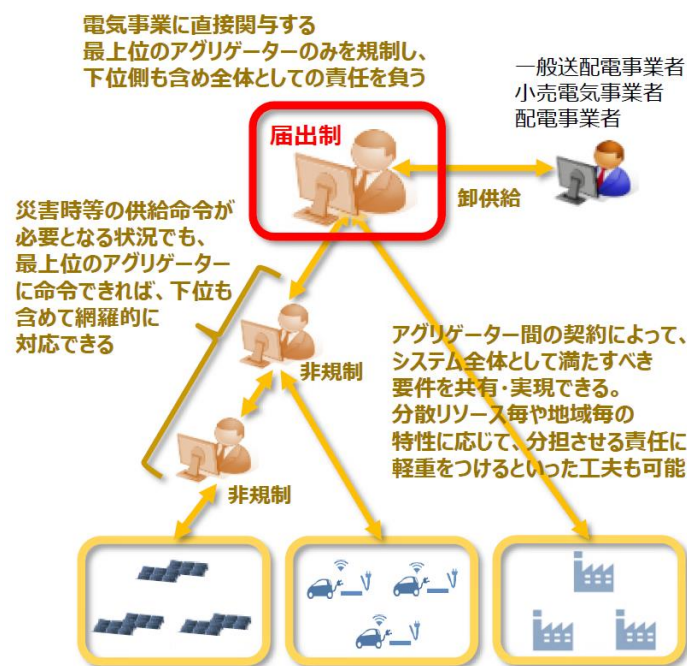 電気事業に直接関与する
最上位のアグリゲーターのみを規制し、
下位側も含め全体としての責任を負う
一般送配電事業者
小売電気事業者
配電事業者
届出制
卸供給
災害時等の供給命令が
必要となる状況でも、
最上位のアグリゲーター
に命令できれば、下位も
含めて網羅的に
対応できる
非規制
アグリゲーター間の契約によって、
システム全体として満たすべき
要件を共有・実現できる。
分散リソース毎や地域毎の
特性に応じて、分担させる責任に
軽重をつけるといった工夫も可能
非規制